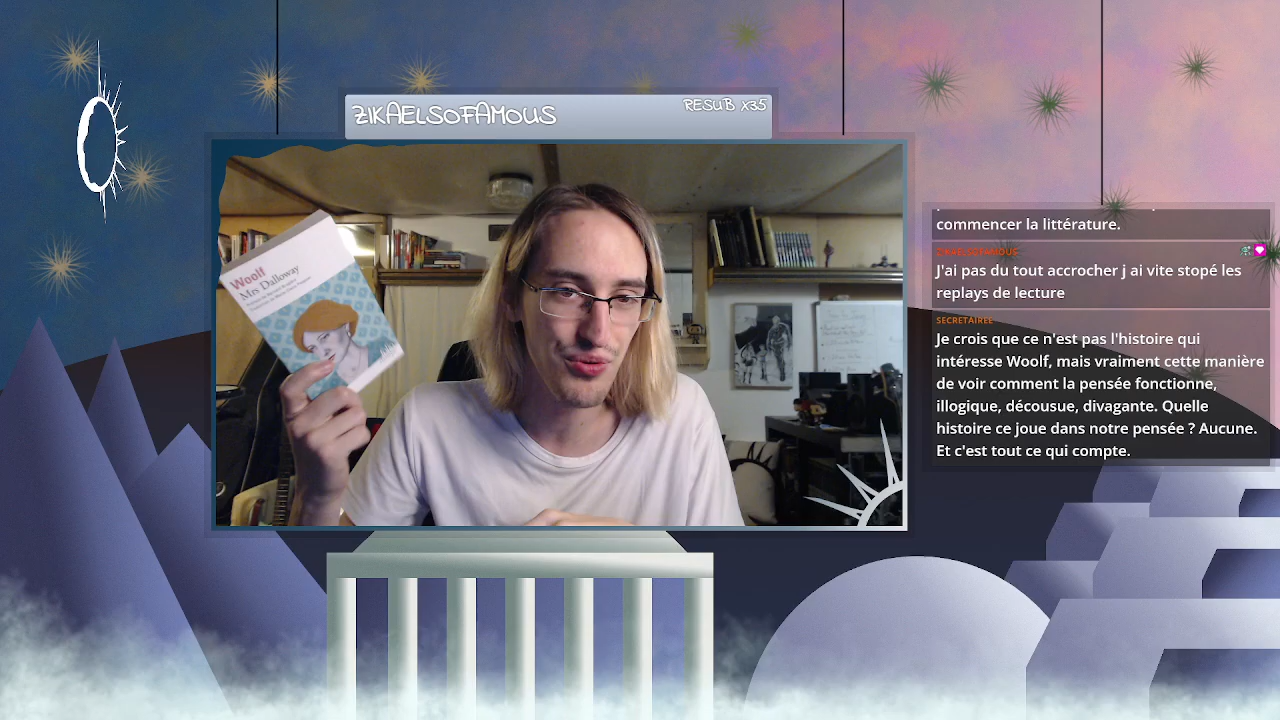 ZIKAELSOFAMOUS
RESUB X35
Woolf
Mrs Dalloway
commencer la littérature.
ZIKAELSOFAMOUS
J'ai pas du tout accrocher j ai vite stopé les
replays de lecture
SECRETAIREE
Je crois que ce n'est pas l'histoire qui
intéresse Woolf, mais vraiment cette manière
de voir comment la pensée fonctionne,
illogique, décousue, divagante. Quelle
histoire ce joue dans notre pensée ? Aucune.
Et c'est tout ce qui compte.